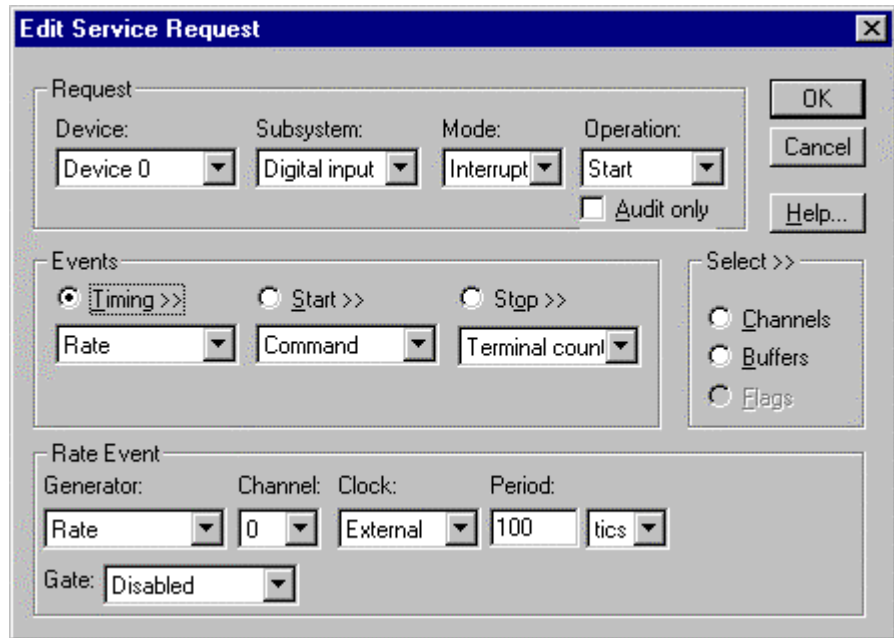 Edit Service Request
Request
OK
Device: Subsystem: Mode: Operation:
Cancel
Device 0 Digital input Interrupt Start
Audit only
Help...
Events
Select >>
Timing >> Start >> Stop >>
Channels
Rate Command Terminal count
Buffers
Flags
Rate Event
Generator: Channel: Clock: Period:
Rate 0 External 100 tics
Gate: Disabled